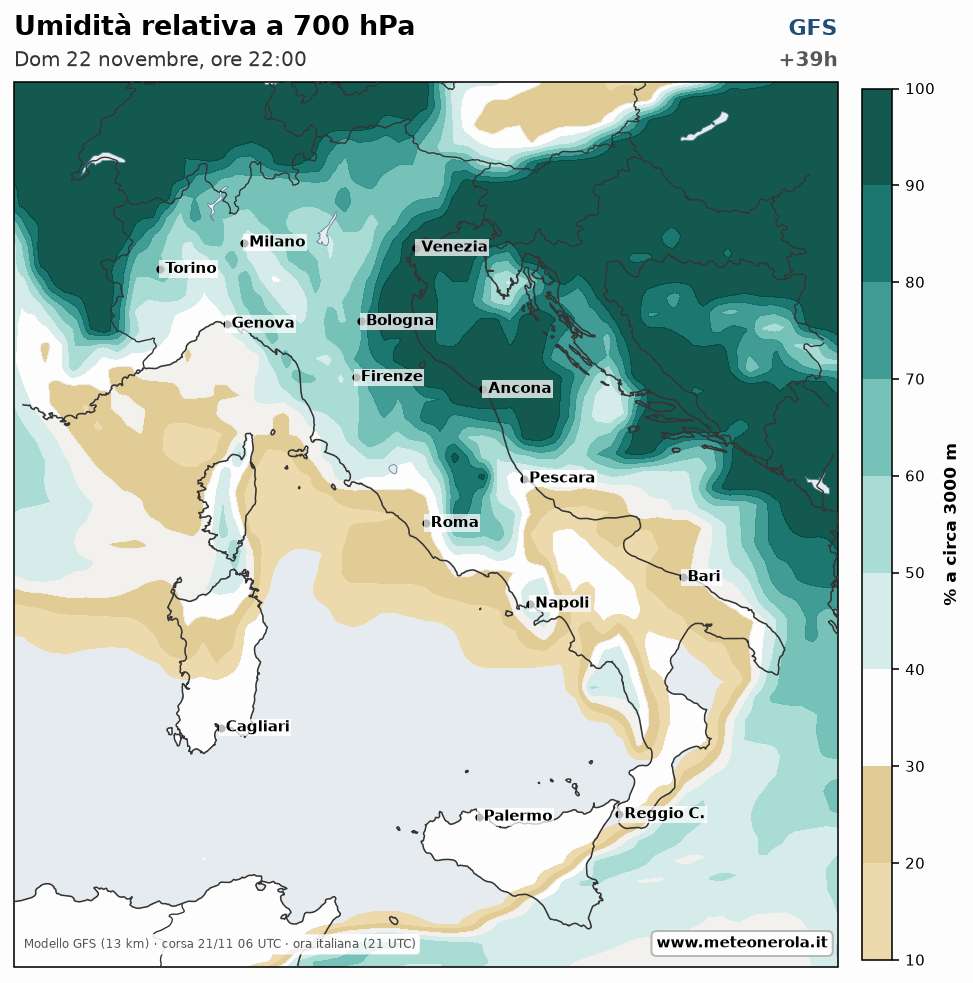 Umidità relativa a 700 hPa
GFS
Dom 22 novembre, ore 22:00
+39h
100
90
80
70
60
50
40
30
20
10
% a circa 3000 m
Milano
Venezia
Torino
Genova
Bologna
Firenze
Ancona
Pescara
Roma
Bari
Napoli
Cagliari
Palermo
Reggio C.
Modello GFS (13 km) · corsa 21/11 06 UTC · ora italiana (21 UTC)
www.meteonerola.it